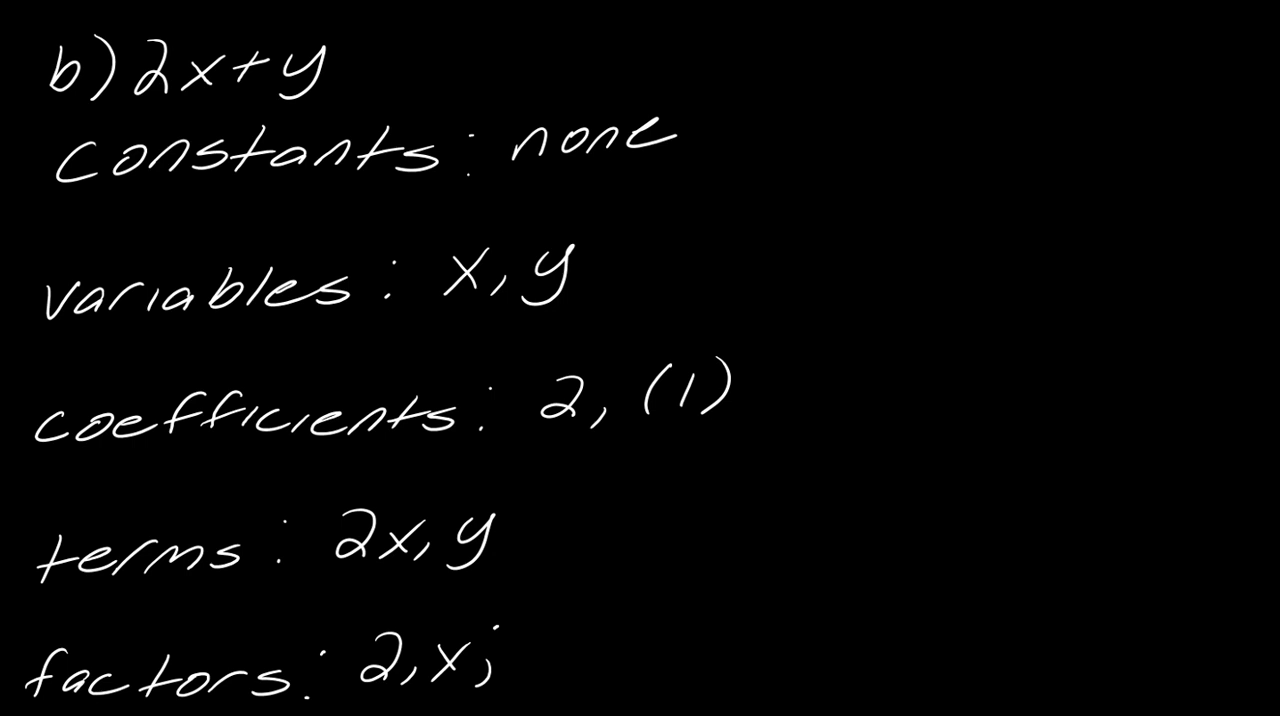 b) 2x+y
constants: none
variables: x, y
coefficients: 2, (1)
terms: 2x, y
factors: 2, x;